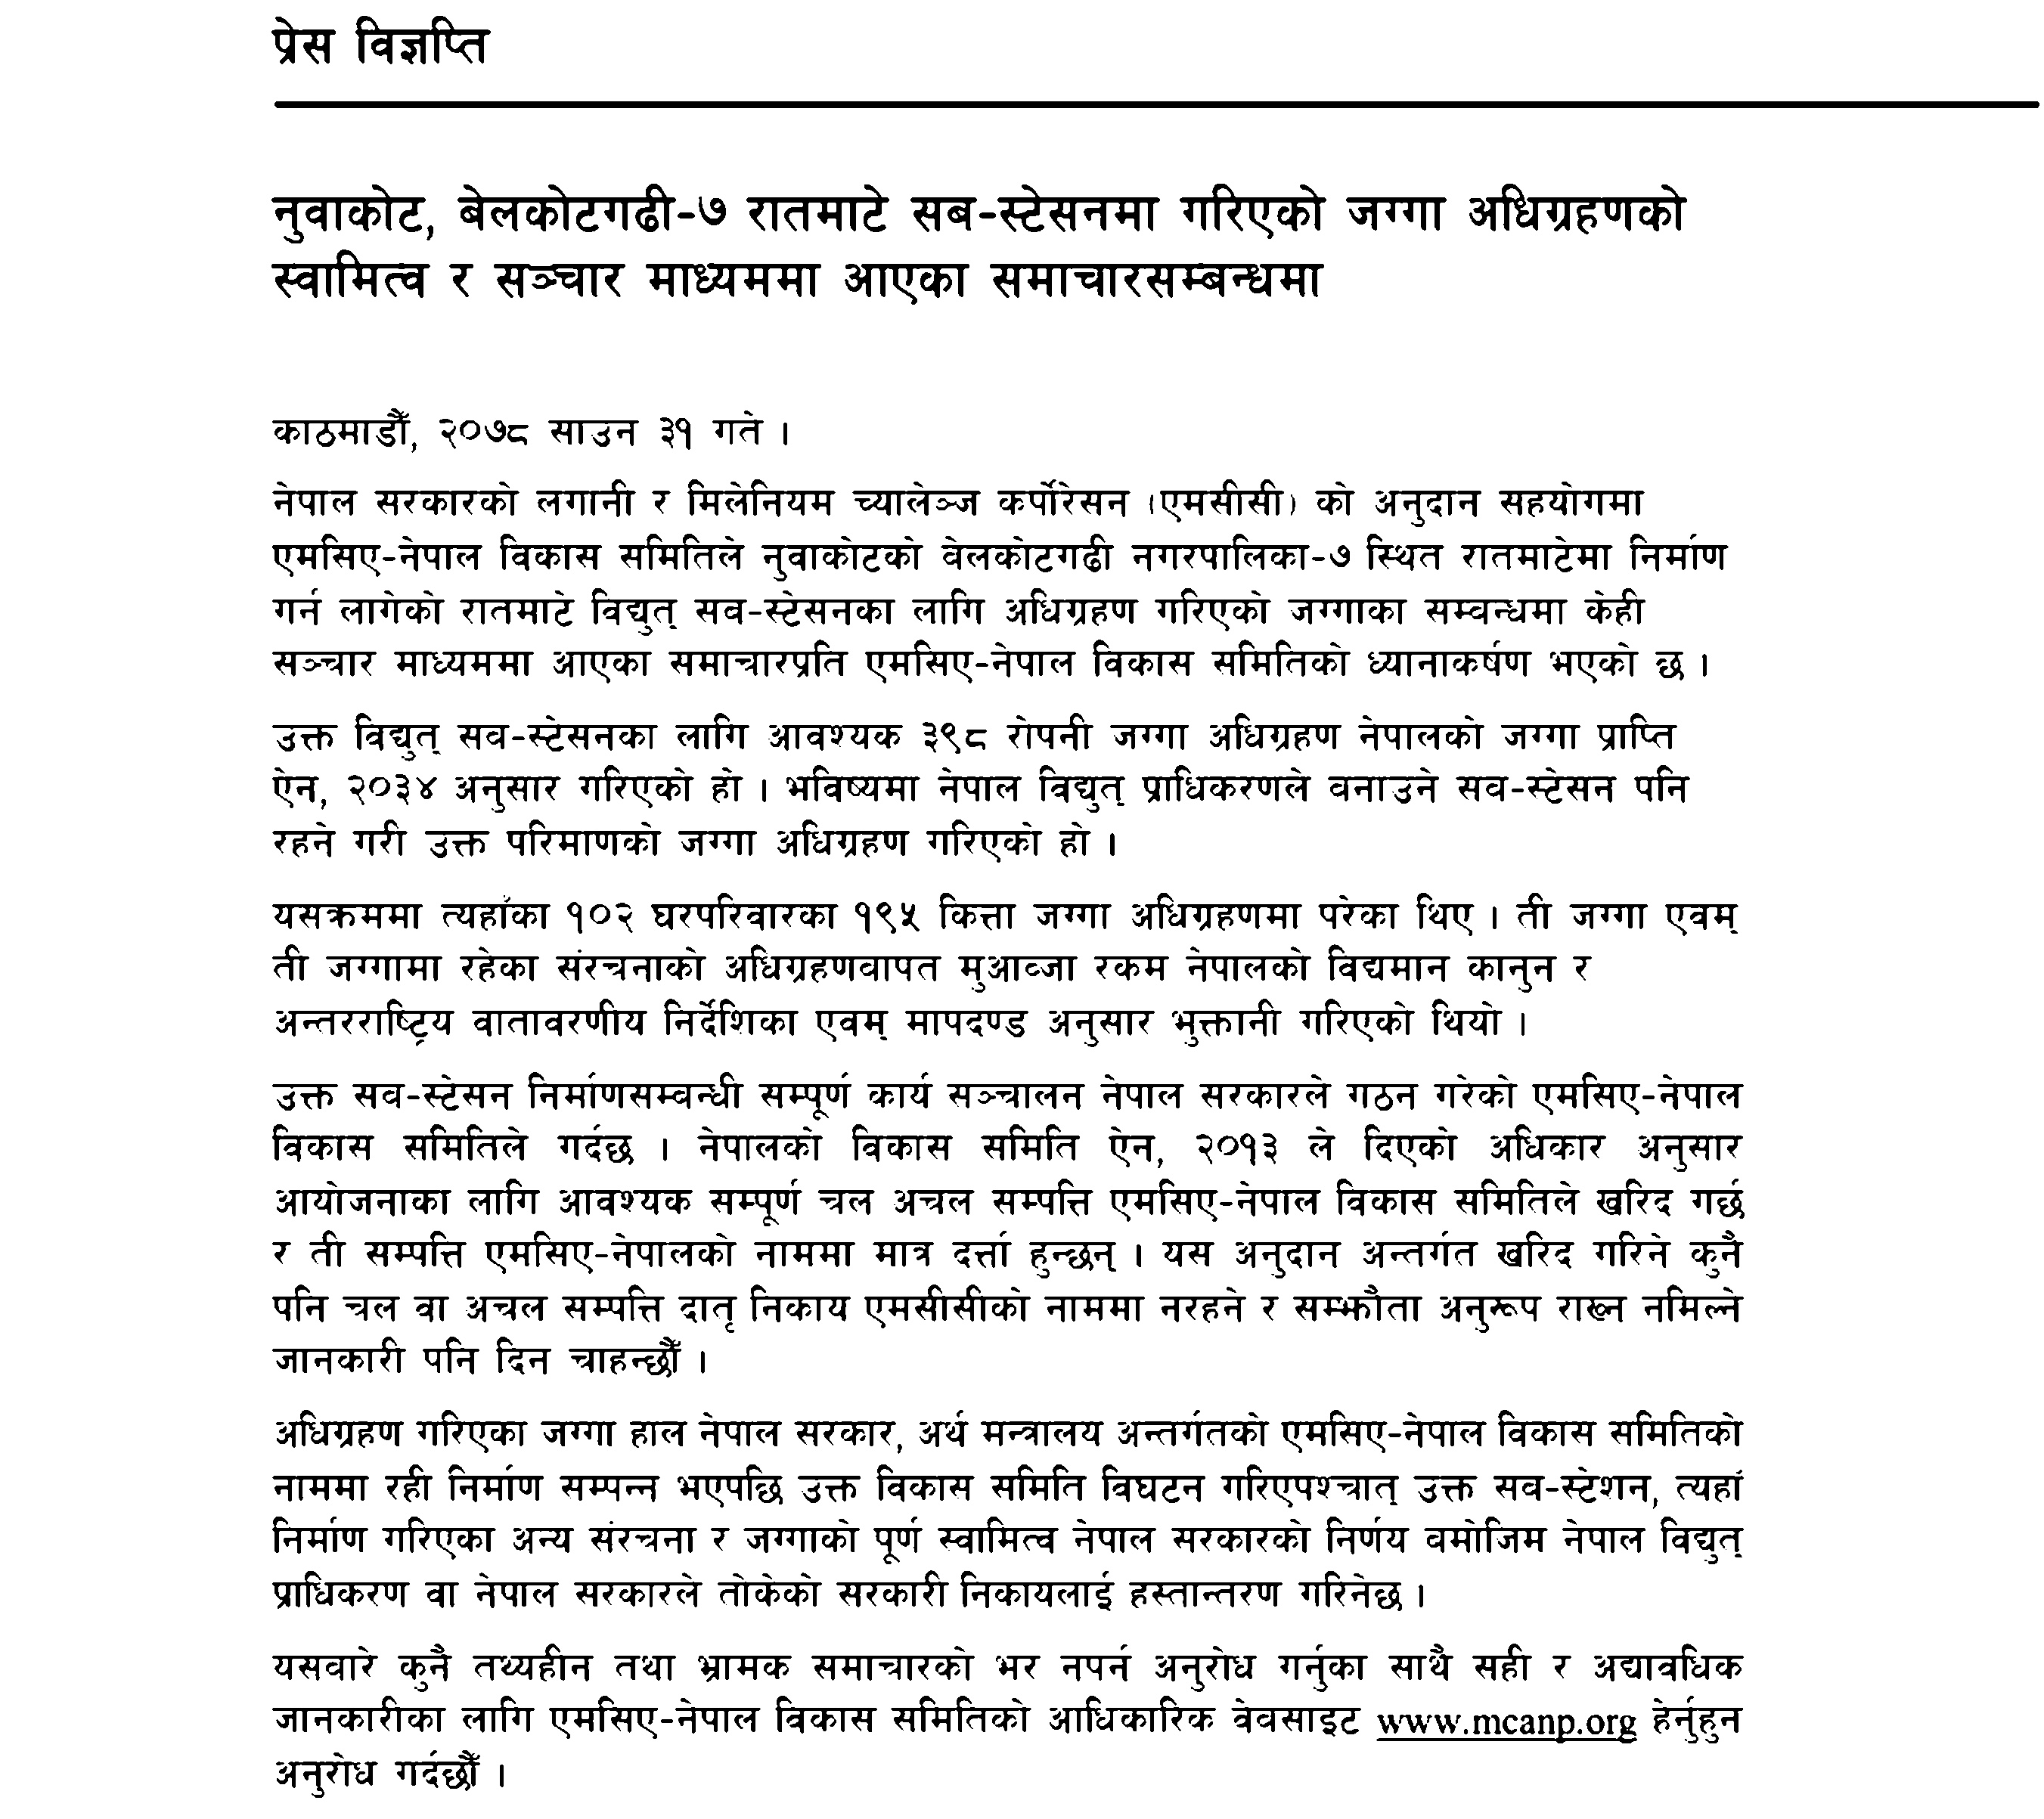 प्रेस विज्ञप्ति
नुवाकोट, बेलकोटगढी-७ रातमाटे सब-स्टेसनमा गरिएको जग्गा अधिग्रहणको
स्वामित्व र सञ्चार माध्यममा आएका समाचारसम्बन्धमा
काठमाडौँ, २०७८ साउन ३१ गते ।
नेपाल सरकारको लगानी र मिलेनियम च्यालेञ्ज कर्पोरेसन (एमसीसी) को अनुदान सहयोगमा
एमसिए-नेपाल विकास समितिले नुवाकोटको बेलकोटगढी नगरपालिका-७ स्थित रातमाटेमा निर्माण
गर्न लागेको रातमाटे विद्युत् सब-स्टेसनका लागि अधिग्रहण गरिएको जग्गाका सम्बन्धमा केही
सञ्चार माध्यममा आएका समाचारप्रति एमसिए-नेपाल विकास समितिको ध्यानाकर्षण भएको छ ।
उक्त विद्युत् सब-स्टेसनका लागि आवश्यक ३९८ रोपनी जग्गा अधिग्रहण नेपालको जग्गा प्राप्ति
ऐन, २०३४ अनुसार गरिएको हो । भविष्यमा नेपाल विद्युत् प्राधिकरणले बनाउने सब-स्टेसन पनि
रहने गरी उक्त परिमाणको जग्गा अधिग्रहण गरिएको हो ।
यसक्रममा त्यहाँका १०२ घरपरिवारका १९५ कित्ता जग्गा अधिग्रहणमा परेका थिए । ती जग्गा एवम्
ती जग्गामा रहेका संरचनाको अधिग्रहणबापत मुआब्जा रकम नेपालको विद्यमान कानुन र
अन्तरराष्ट्रिय वातावरणीय निर्देशिका एवम् मापदण्ड अनुसार भुक्तानी गरिएको थियो ।
उक्त सब-स्टेसन निर्माणसम्बन्धी सम्पूर्ण कार्य सञ्चालन नेपाल सरकारले गठन गरेको एमसिए-नेपाल
विकास समितिले गर्दछ । नेपालको विकास समिति ऐन, २०१३ ले दिएको अधिकार अनुसार
आयोजनाका लागि आवश्यक सम्पूर्ण चल अचल सम्पत्ति एमसिए-नेपाल विकास समितिले खरिद गर्छ
र ती सम्पत्ति एमसिए-नेपालको नाममा मात्र दर्त्ता हुन्छन् । यस अनुदान अन्तर्गत खरिद गरिने कुनै
पनि चल वा अचल सम्पत्ति दातृ निकाय एमसीसीको नाममा नरहने र सम्झौता अनुरूप राख्न नमिल्ने
जानकारी पनि दिन चाहन्छौँ ।
अधिग्रहण गरिएका जग्गा हाल नेपाल सरकार, अर्थ मन्त्रालय अन्तर्गतको एमसिए-नेपाल विकास समितिको
नाममा रही निर्माण सम्पन्न भएपछि उक्त विकास समिति विघटन गरिएपश्चात् उक्त सब-स्टेशन, त्यहाँ
निर्माण गरिएका अन्य संरचना र जग्गाको पूर्ण स्वामित्व नेपाल सरकारको निर्णय बमोजिम नेपाल विद्युत्
प्राधिकरण वा नेपाल सरकारले तोकेको सरकारी निकायलाई हस्तान्तरण गरिनेछ ।
यसबारे कुनै तथ्यहीन तथा भ्रामक समाचारको भर नपर्न अनुरोध गर्नुका साथै सही र अद्यावधिक
जानकारीका लागि एमसिए-नेपाल विकास समितिको आधिकारिक वेबसाइट www.mcanp.org हेर्नुहुन
अनुरोध गर्दछौँ ।